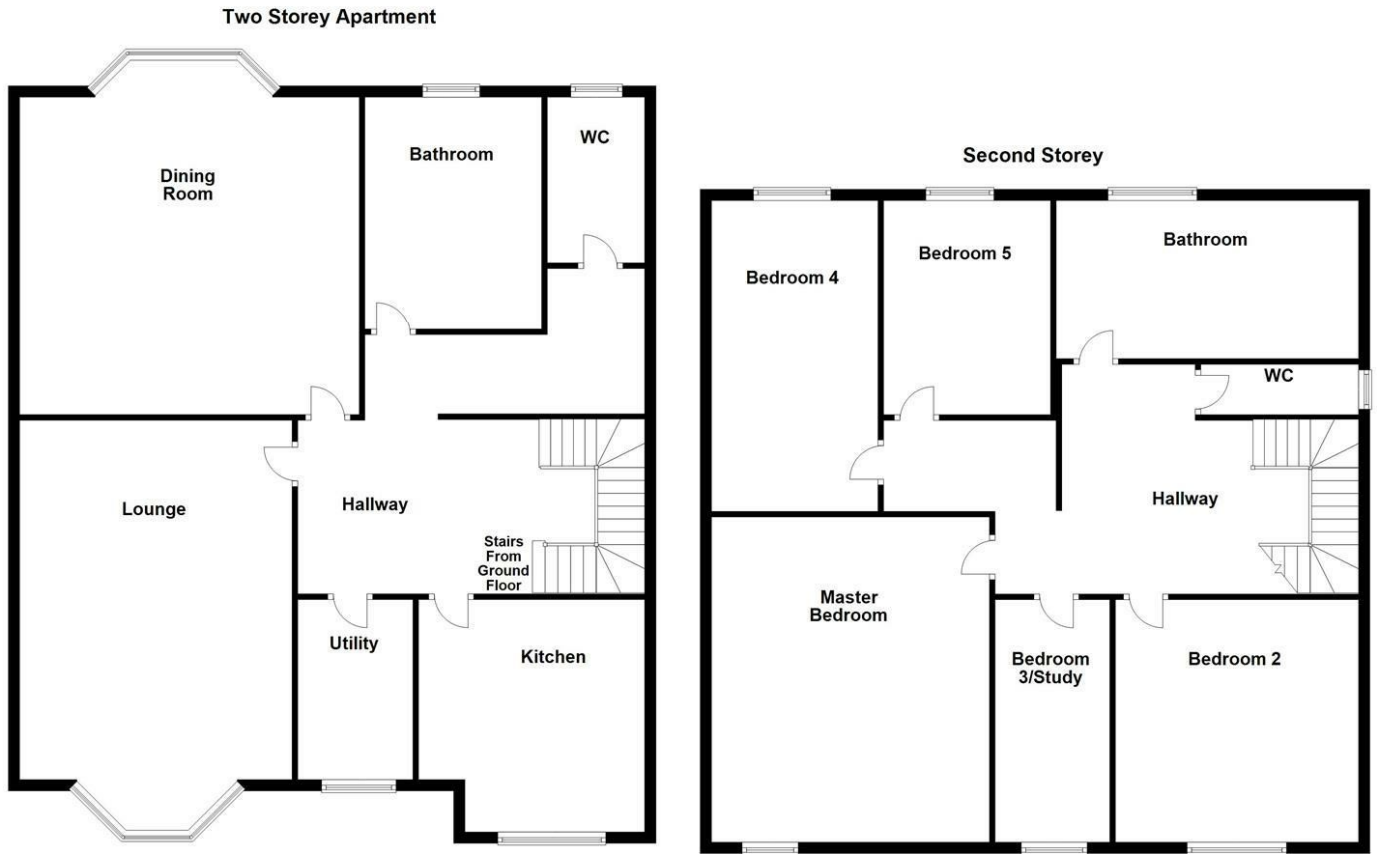 Two Storey Apartment
Dining
Room
Bathroom
WC
Lounge
Hallway
Stairs
From
Ground
Floor
Utility
Kitchen
Second Storey
Bedroom 4
Bedroom 5
Bathroom
WC
Hallway
Master
Bedroom
Bedroom
3/Study
Bedroom 2